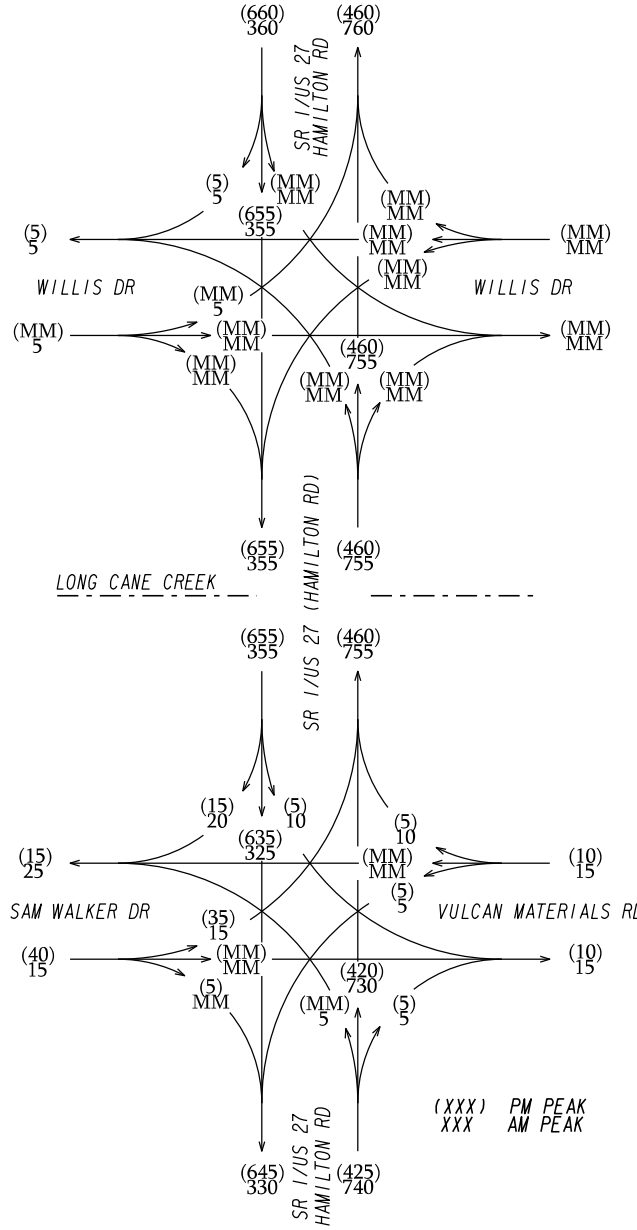 (660)
360
SR 1/US 27
HAMILTON RD
(460)
760
(5)
5
(MM)
MM
(MM)
MM
(5)
5
(655)
355
(MM)
MM
(MM)
MM
WILLIS DR
(MM)
5
(MM)
MM
WILLIS DR
(MM)
5
(MM)
MM
(MM)
MM
(460)
755
(MM)
MM
(MM)
MM
(MM)
MM
(655)
355
SR 1/US 27 (HAMILTON RD)
(460)
755
LONG CANE CREEK
(655)
355
(460)
755
(15)
20
(5)
10
(5)
10
(15)
25
(635)
325
(MM)
MM
(10)
15
SAM WALKER DR
(35)
15
(5)
5
VULCAN MATERIALS RD
(40)
15
(MM)
MM
(10)
15
(5)
MM
(MM)
5
(420)
730
(5)
5
(XXX) PM PEAK
XXX AM PEAK
(645)
330
SR 1/US 27
HAMILTON RD
(425)
740